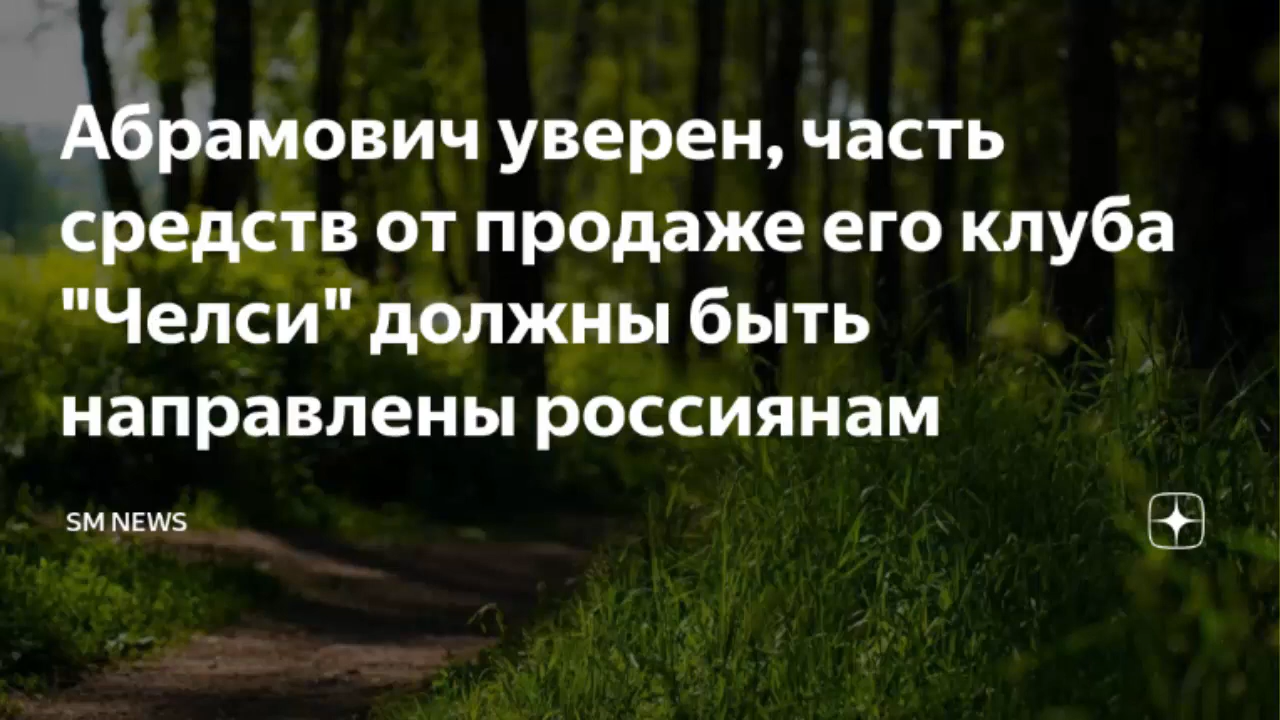 Абрамович уверен, часть
средств от продаже его клуба
"Челси" должны быть
направлены россиянам
SM NEWS